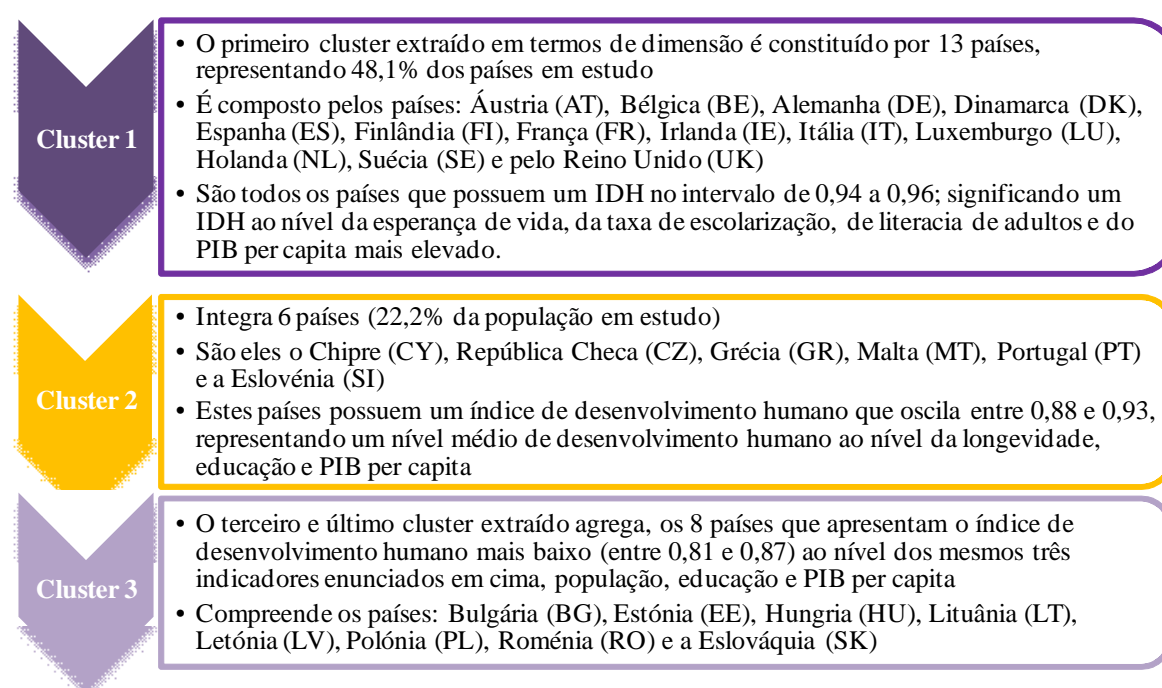 Cluster 1
• O primeiro cluster extraído em termos de dimensão é constituído por 13 países,
representando 48,1% dos países em estudo
• É composto pelos países: Áustria (AT), Bélgica (BE), Alemanha (DE), Dinamarca (DK),
Espanha (ES), Finlândia (FI), França (FR), Irlanda (IE), Itália (IT), Luxemburgo (LU),
Holanda (NL), Suécia (SE) e pelo Reino Unido (UK)
• São todos os países que possuem um IDH no intervalo de 0,94 a 0,96; significando um
IDH ao nível da esperança de vida, da taxa de escolarização, de literacia de adultos e do
PIB per capita mais elevado.
Cluster 2
• Integra 6 países (22,2% da população em estudo)
• São eles o Chipre (CY), República Checa (CZ), Grécia (GR), Malta (MT), Portugal (PT)
e a Eslovénia (SI)
• Estes países possuem um índice de desenvolvimento humano que oscila entre 0,88 e 0,93,
representando um nível médio de desenvolvimento humano ao nível da longevidade,
educação e PIB per capita
Cluster 3
• O terceiro e último cluster extraído agrega, os 8 países que apresentam o índice de
desenvolvimento humano mais baixo (entre 0,81 e 0,87) ao nível dos mesmos três
indicadores enunciados em cima, população, educação e PIB per capita
• Compreende os países: Bulgária (BG), Estónia (EE), Hungria (HU), Lituânia (LT),
Letónia (LV), Polónia (PL), Roménia (RO) e a Eslováquia (SK)